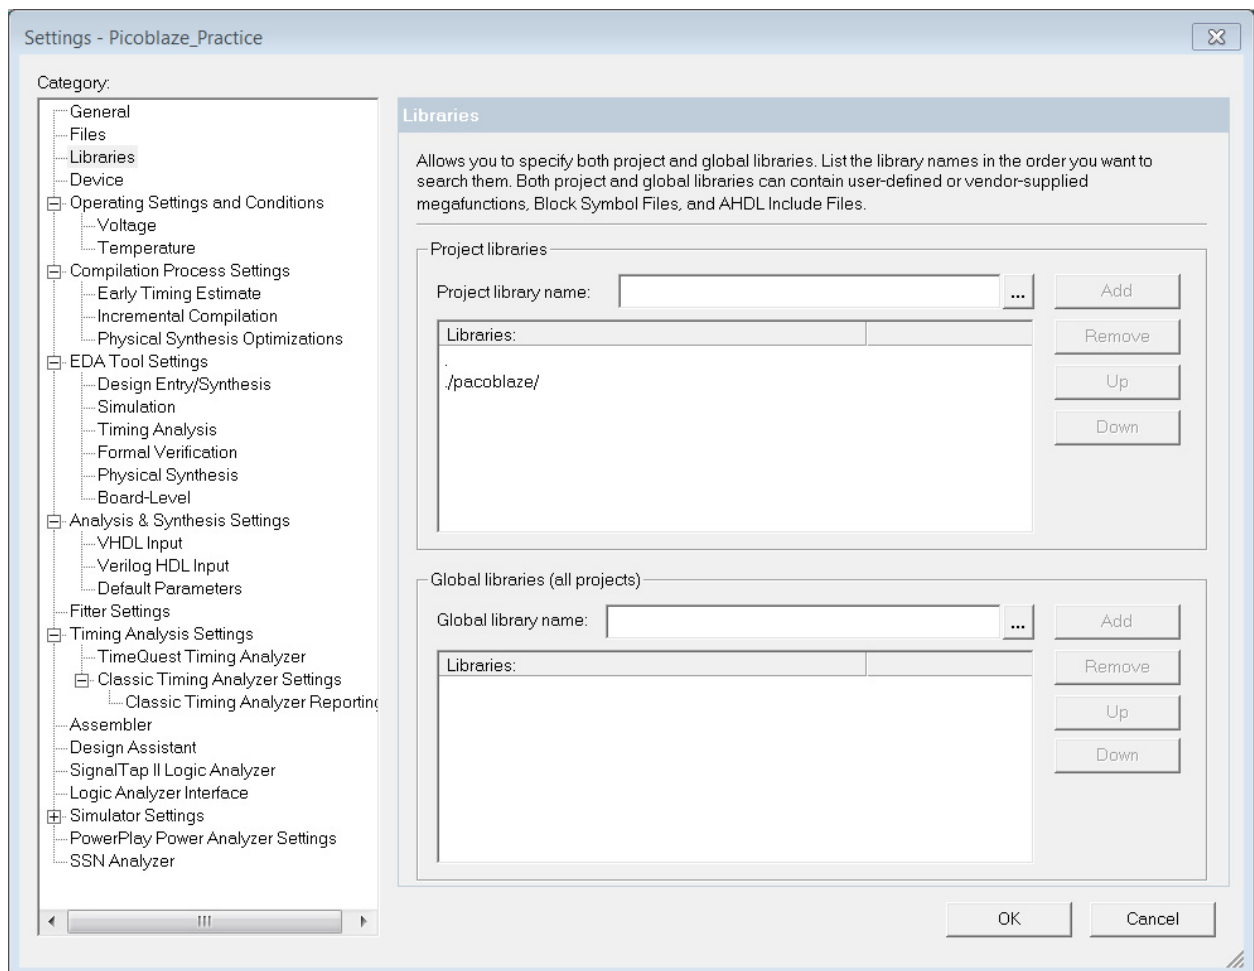 Settings - Picoblaze_Practice
Category:
General
Files
Libraries
Device
Operating Settings and Conditions
Voltage
Temperature
Compilation Process Settings
Early Timing Estimate
Incremental Compilation
Physical Synthesis Optimizations
EDA Tool Settings
Design Entry/Synthesis
Simulation
Timing Analysis
Formal Verification
Physical Synthesis
Board-Level
Analysis & Synthesis Settings
VHDL Input
Verilog HDL Input
Default Parameters
Fitter Settings
Timing Analysis Settings
TimeQuest Timing Analyzer
Classic Timing Analyzer Settings
Classic Timing Analyzer Reporting
Assembler
Design Assistant
SignalTap II Logic Analyzer
Logic Analyzer Interface
Simulator Settings
PowerPlay Power Analyzer Settings
SSN Analyzer
Libraries
Allows you to specify both project and global libraries. List the library names in the order you want to
search them. Both project and global libraries can contain user-defined or vendor-supplied
megafunctions, Block Symbol Files, and AHDL Include Files.
Project libraries
Project library name:
...
Add
Libraries:
Remove
.
./pacoblaze/
Up
Down
Global libraries (all projects)
Global library name:
...
Add
Libraries:
Remove
Up
Down
OK
Cancel